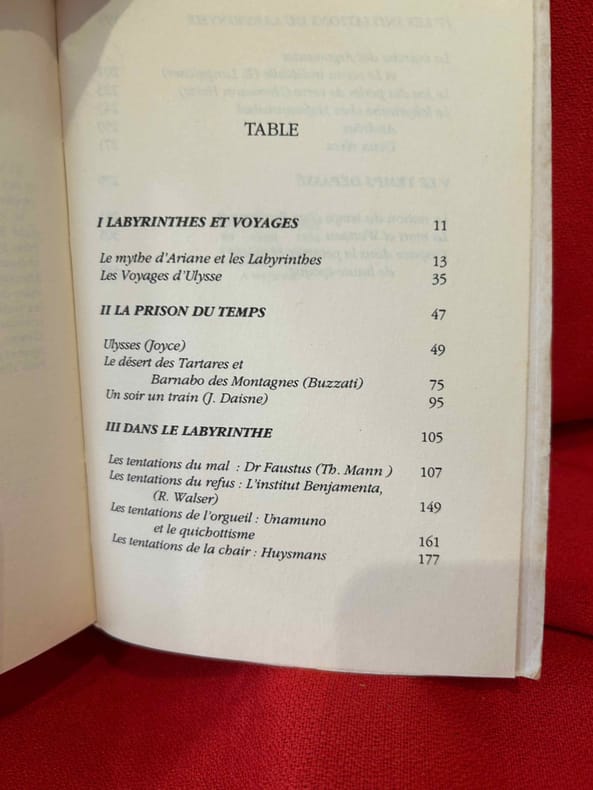 TABLE
I LABYRINTHES ET VOYAGES 11
Le mythe d'Ariane et les Labyrinthes 13
Les Voyages d'Ulysse 35
II LA PRISON DU TEMPS 47
Ulysses (Joyce) 49
Le désert des Tartares et
Barnabo des Montagnes (Buzzati) 75
Un soir un train (J. Daisne) 95
III DANS LE LABYRINTHE 105
Les tentations du mal : Dr Faustus (Th. Mann ) 107
Les tentations du refus : L'institut Benjamenta,
(R. Walser) 149
Les tentations de l'orgueil : Unamuno
et le quichottisme 161
Les tentations de la chair : Huysmans 177